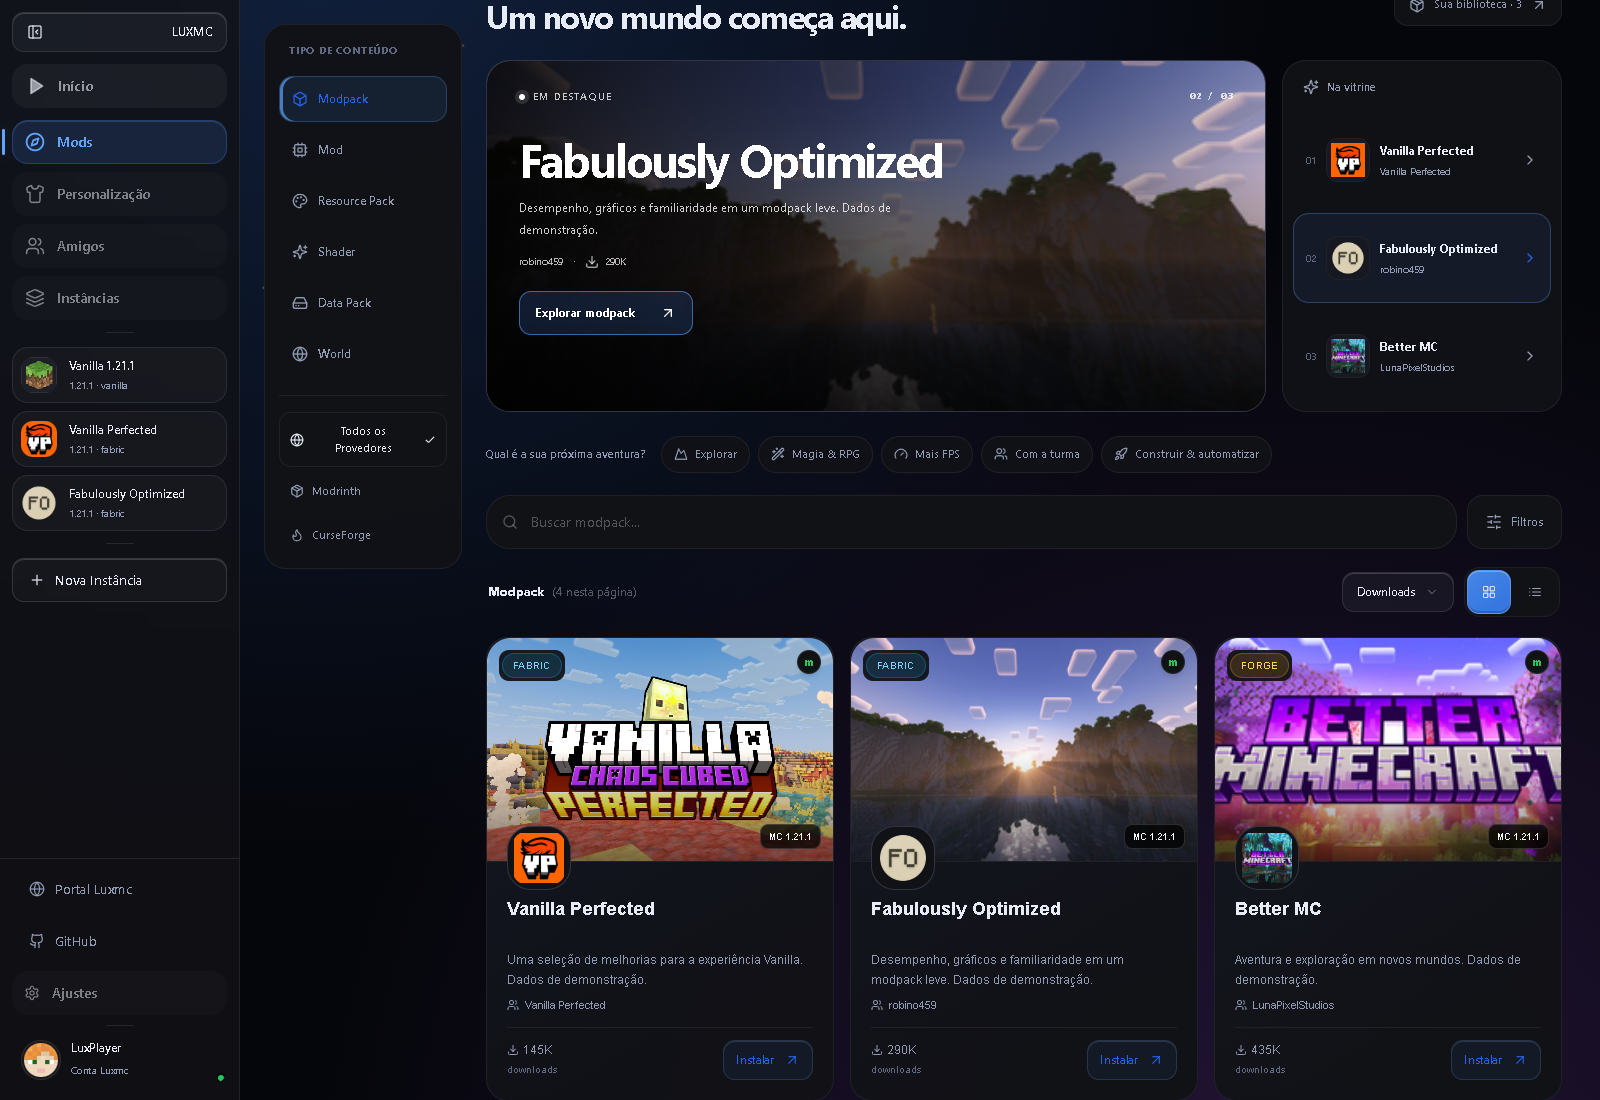 LUXMC
Início
Mods
Personalização
Amigos
Instâncias
Vanilla 1.21.1
1.21.1 · vanilla
Vanilla Perfected
1.21.1 · fabric
Fabulously Optimized
1.21.1 · fabric
Nova Instância
Portal Luxmc
GitHub
Ajustes
LuxPlayer
Conta Luxmc
TIPO DE CONTEÚDO
Modpack
Mod
Resource Pack
Shader
Data Pack
World
Todos os
Provedores
Modrinth
CurseForge
Um novo mundo começa aqui.
Sua biblioteca · 3
EM DESTAQUE
02 / 03
Fabulously Optimized
Desempenho, gráficos e familiaridade em um modpack leve. Dados de
demonstração.
robino459 · 290K
Explorar modpack
Na vitrine
01
VP
Vanilla Perfected
Vanilla Perfected
02
FO
Fabulously Optimized
robino459
03
BETTER
MINECRAFT
Better MC
LunaPixelStudios
Qual é a sua próxima aventura?
Explorar
Magia & RPG
Mais FPS
Com a turma
Construir & automatizar
Buscar modpack...
Filtros
Modpack (4 nesta página)
Downloads
FABRIC
m
VANILLA
CHAOS CUBED
PERFECTED
MC 1.21.1
VP
Vanilla Perfected
Uma seleção de melhorias para a experiência Vanilla.
Dados de demonstração.
Vanilla Perfected
145K
downloads
Instalar
FABRIC
m
MC 1.21.1
FO
Fabulously Optimized
Desempenho, gráficos e familiaridade em um
modpack leve. Dados de demonstração.
robino459
290K
downloads
Instalar
FORGE
m
BETTER
MINECRAFT
MC 1.21.1
BETTER
MINECRAFT
Better MC
Aventura e exploração em novos mundos. Dados de
demonstração.
LunaPixelStudios
435K
downloads
Instalar